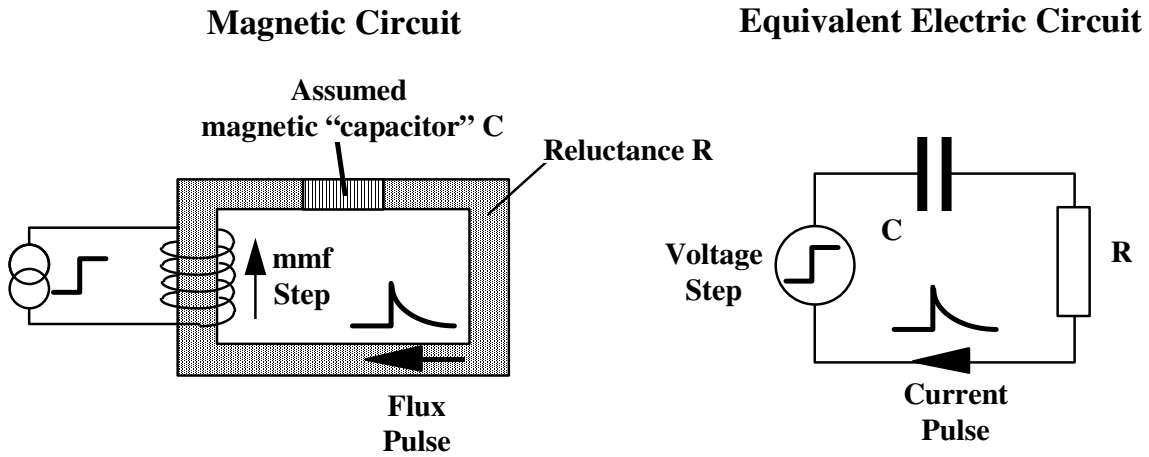 Magnetic Circuit
Assumed
magnetic “capacitor” C
Reluctance R
mmf
Step
Flux
Pulse
Equivalent Electric Circuit
C
Voltage
Step
R
Current
Pulse